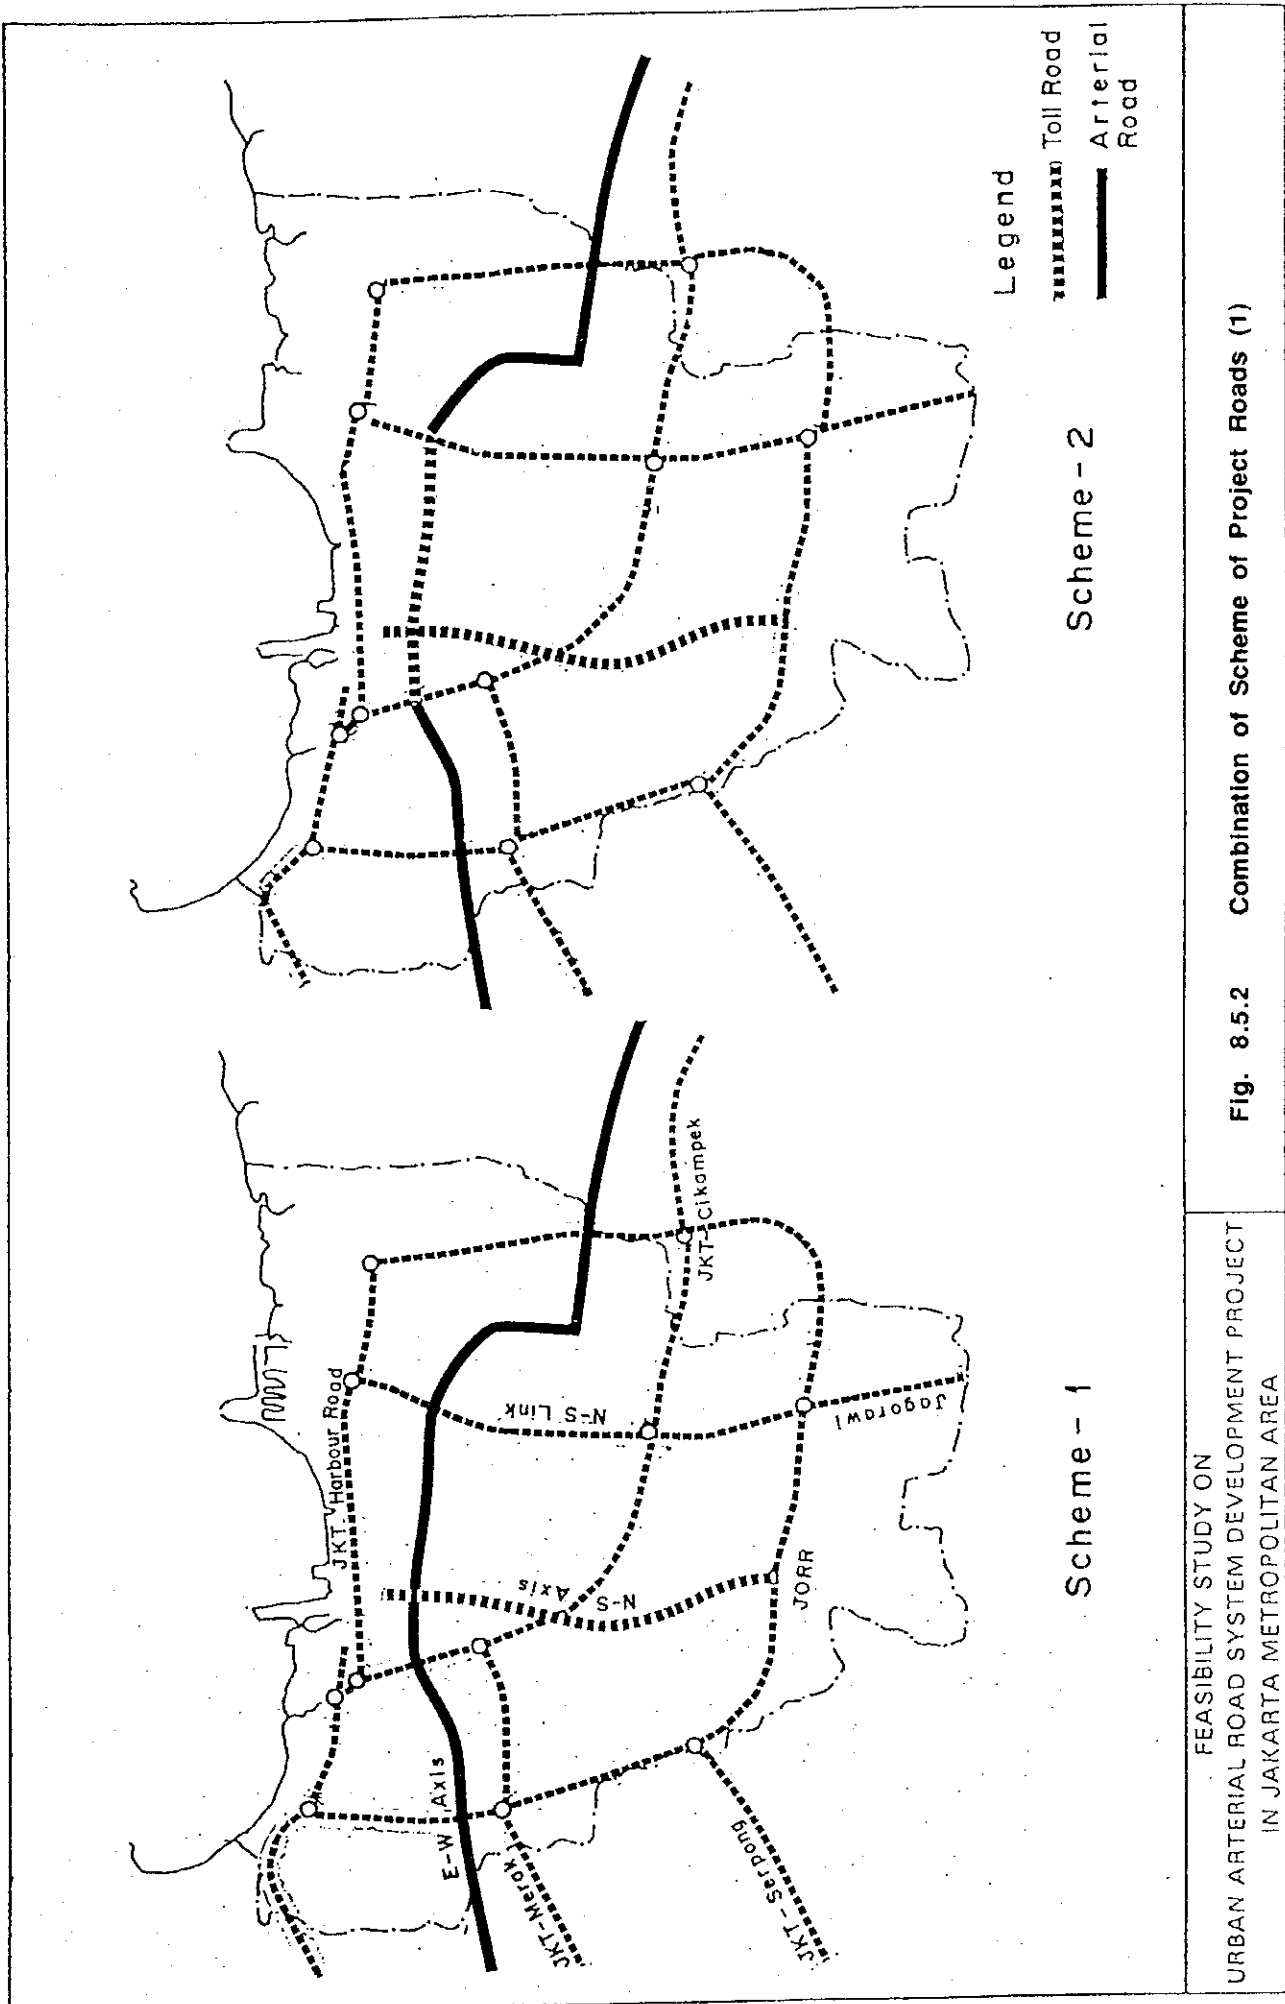 JKT Harbour Road
N-S Link
N-S
Axis
E-W Axis
JKT-Merak
JKT-Serpong
JORR
Jagorawi
JKT-Cikampek
Scheme-1
Scheme-2
Legend
Toll Road
Arterial
Road
FEASIBILITY STUDY ON
URBAN ARTERIAL ROAD SYSTEM DEVELOPMENT PROJECT
IN JAKARTA METROPOLITAN AREA
Fig. 8.5.2 Combination of Scheme of Project Roads (1)